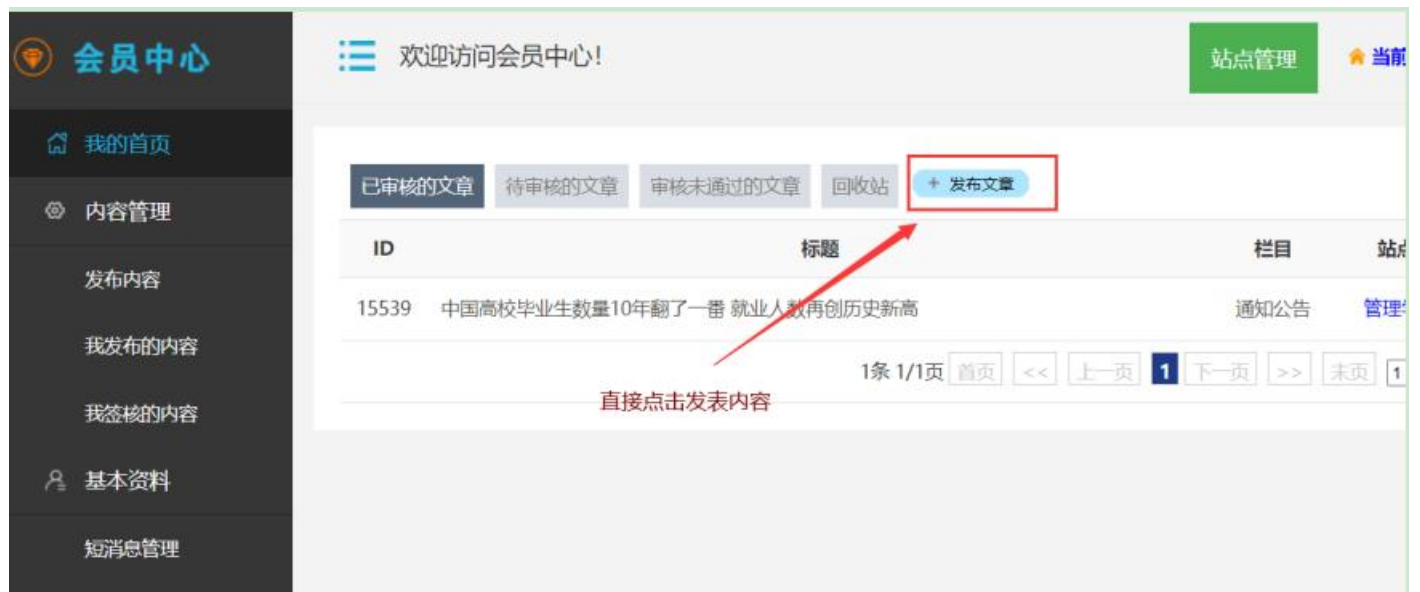 会员中心
欢迎访问会员中心!
站点管理
当前
我的首页
内容管理
发布内容
我发布的内容
我签核的内容
基本资料
短消息管理
已审核的文章 待审核的文章 审核未通过的文章 回收站 + 发布文章
ID 标题 栏目 站点
15539 中国高校毕业生数量10年翻了一番 就业人数再创历史新高 通知公告 管理
1条 1/1页 首页 << 上一页 1 下一页 >> 末页 1
直接点击发表内容